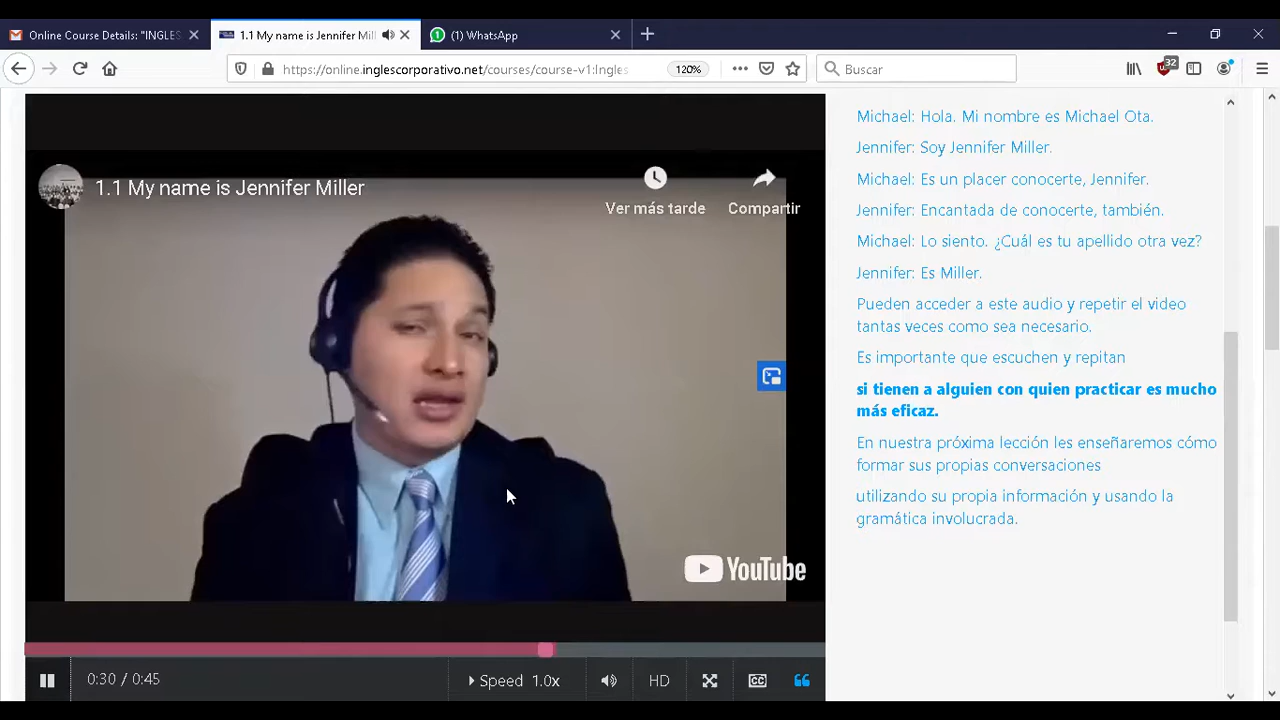 Online Course Details: "INGLES
1.1 My name is Jennifer Mill
(1) WhatsApp
https://online.inglescorporativo.net/courses/course-v1:Ingles
120%
Buscar
32
1.1 My name is Jennifer Miller
Ver más tarde
Compartir
YouTube
0:30 / 0:45
Speed 1.0x
HD
CC
Michael: Hola. Mi nombre es Michael Ota.
Jennifer: Soy Jennifer Miller.
Michael: Es un placer conocerte, Jennifer.
Jennifer: Encantada de conocerte, también.
Michael: Lo siento. ¿Cuál es tu apellido otra vez?
Jennifer: Es Miller.
Pueden acceder a este audio y repetir el video
tantas veces como sea necesario.
Es importante que escuchen y repitan
si tienen a alguien con quien practicar es mucho
más eficaz.
En nuestra próxima lección les enseñaremos cómo
formar sus propias conversaciones
utilizando su propia información y usando la
gramática involucrada.